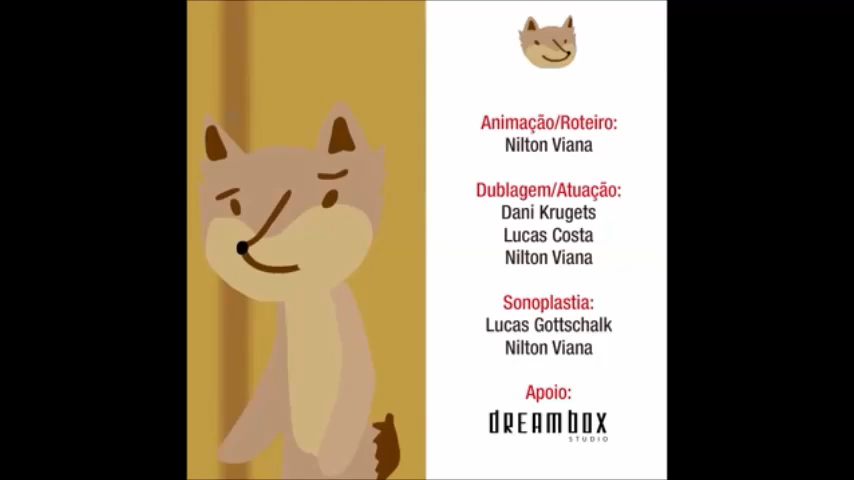 Animação/Roteiro:
Nilton Viana
Dublagem/Atuação:
Dani Krugets
Lucas Costa
Nilton Viana
Sonoplastia:
Lucas Gottschalk
Nilton Viana
Apoio:
dREAmbOX
STUDIO